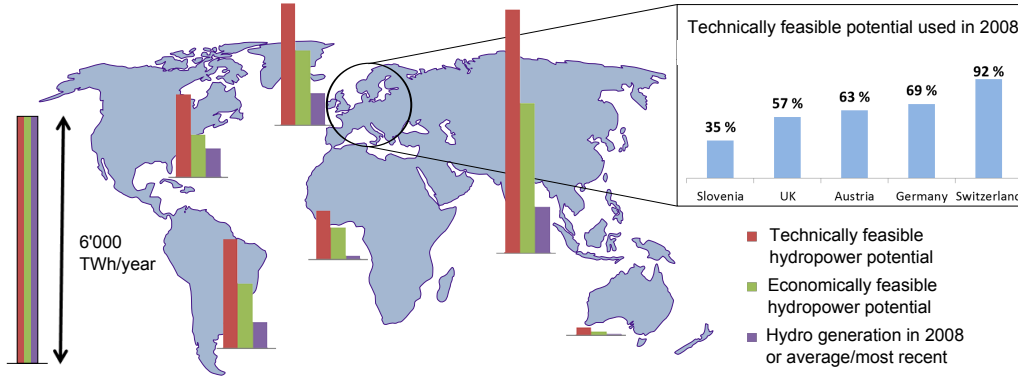 Technically feasible potential used in 2008
35 %
57 %
63 %
69 %
92 %
Slovenia
UK
Austria
Germany
Switzerland
6'000
TWh/year
Technically feasible
hydropower potential
Economically feasible
hydropower potential
Hydro generation in 2008
or average/most recent